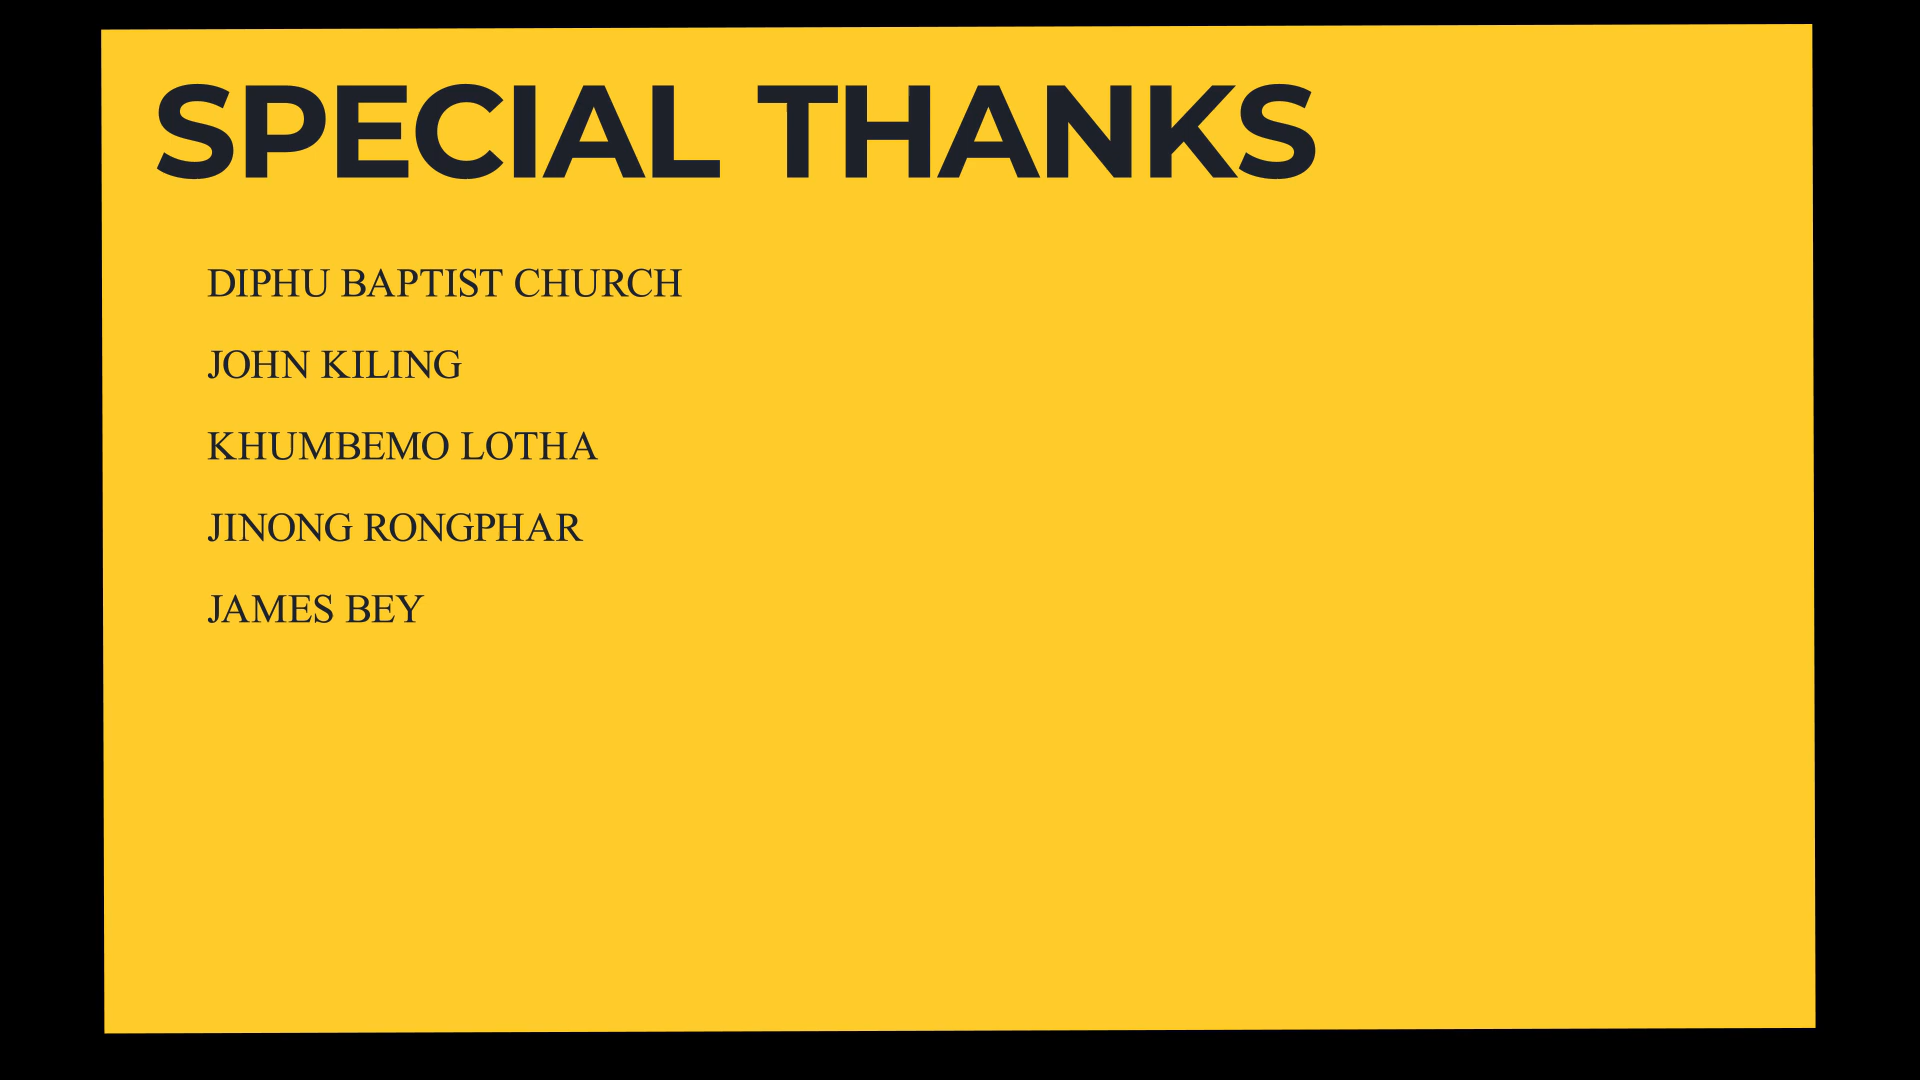 SPECIAL THANKS
DIPHU BAPTIST CHURCH
JOHN KILING
KHUMBEMO LOTHA
JINONG RONGPHAR
JAMES BEY